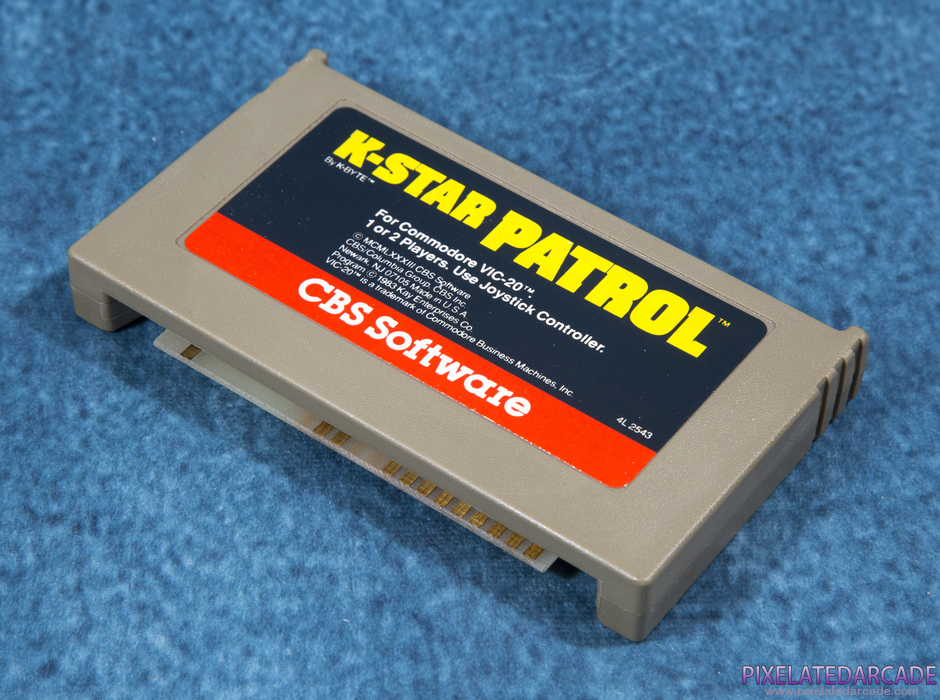 K-STAR PATROL™
By K-BYTE™
For Commodore VIC-20™.
1 or 2 Players. Use Joystick Controller.
© MCMLXXXIII CBS Software
CBS/Columbia Group, CBS Inc.
Newark, NJ 07105 Made in U.S.A
Program © 1983 Kay Enterprises Co.
VIC-20™ is a trademark of Commodore Business Machines, Inc.
4L 2543
CBS Software
PIXELATEDARCADE
www.pixelatedarcade.com